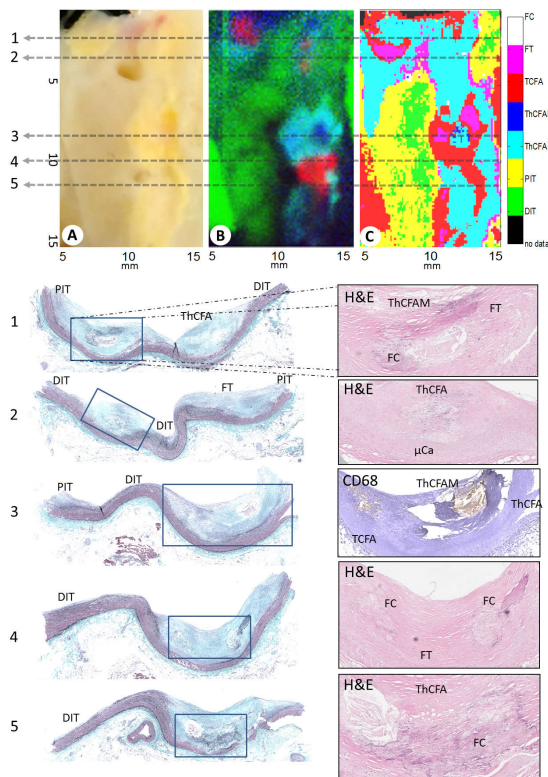 1
2
3
4
5
5
10
15
A
B
C
5 10 15
mm
5 10 15
mm
5 10 15
mm
FC
FT
TCFA
ThCFAM
ThCFA
PIT
DIT
no data
1
PIT
ThCFA
DIT
H&E
ThCFAM
FT
FC
2
DIT
DIT
FT
PIT
H&E
ThCFA
µCa
3
PIT
DIT
CD68
ThCFAM
ThCFA
TCFA
4
DIT
H&E
FC
FC
FT
5
DIT
H&E
ThCFA
FC